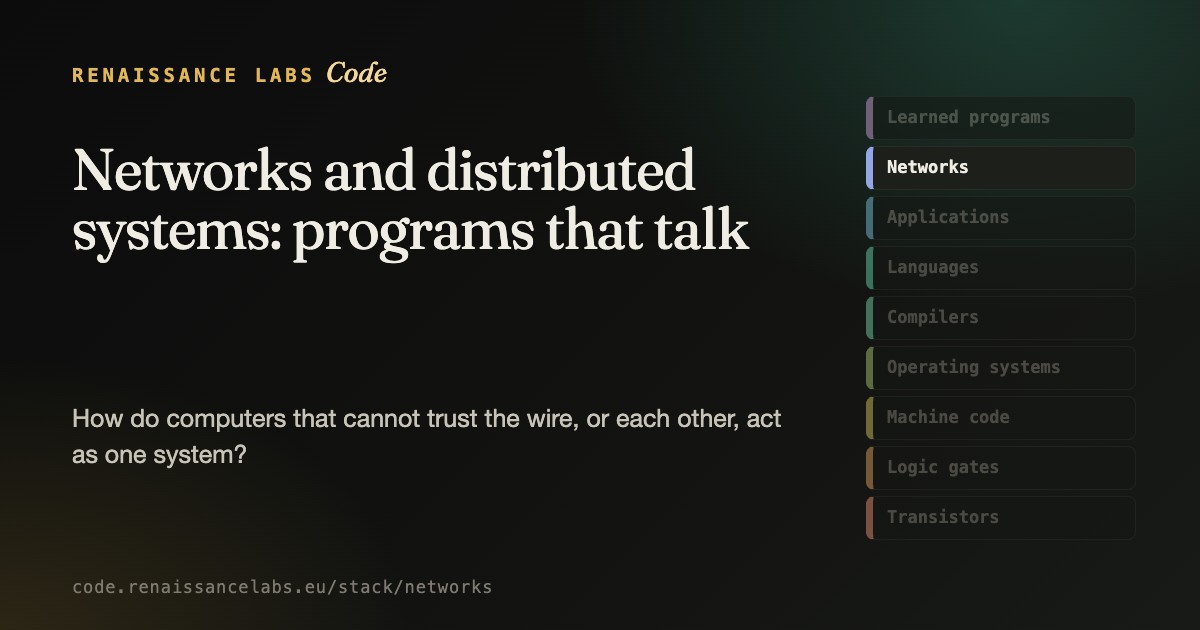 RENAISSANCE LABS Code
Networks and distributed
systems: programs that talk
How do computers that cannot trust the wire, or each other, act
as one system?
code.renaissancelabs.eu/stack/networks
Learned programs
Networks
Applications
Languages
Compilers
Operating systems
Machine code
Logic gates
Transistors